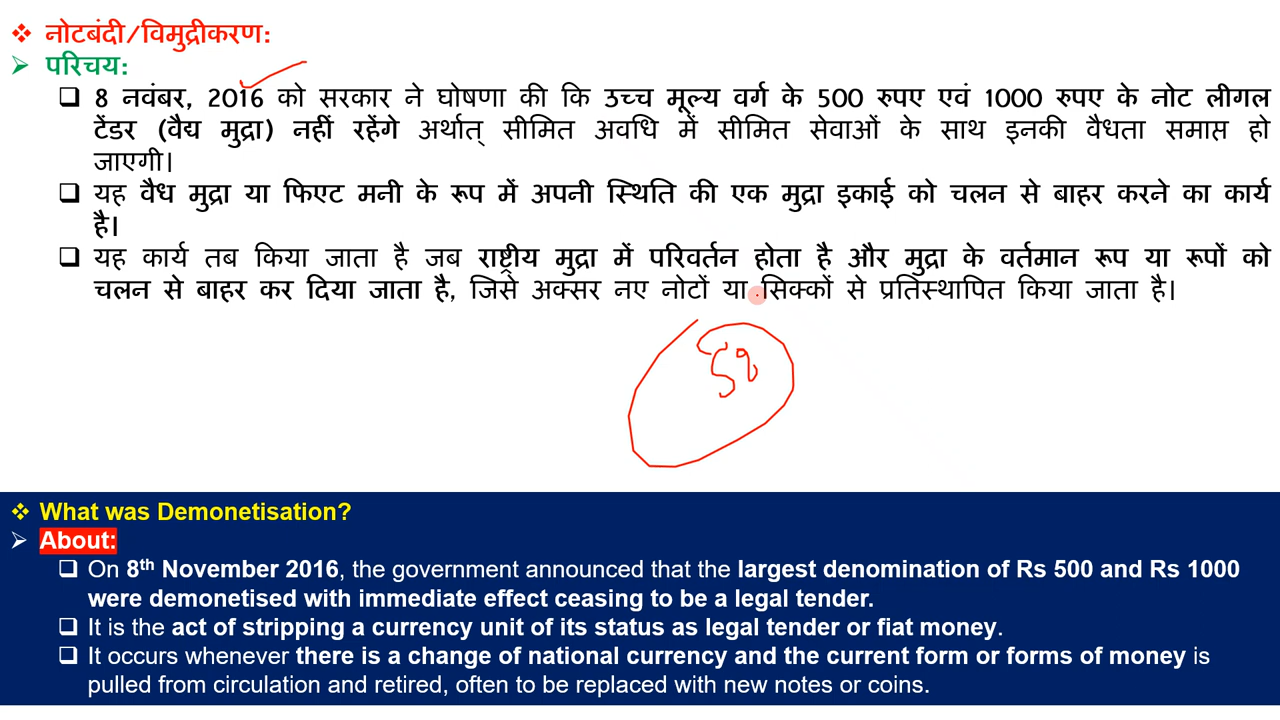 ❖ नोटबंदी/विमुद्रीकरण:
➢ परिचय:
❑ 8 नवंबर, 2016 को सरकार ने घोषणा की कि उच्च मूल्य वर्ग के 500 रुपए एवं 1000 रुपए के नोट लीगल
टेंडर (वैद्य मुद्रा) नहीं रहेंगे अर्थात् सीमित अवधि में सीमित सेवाओं के साथ इनकी वैधता समाप्त हो
जाएगी।
❑ यह वैध मुद्रा या फिएट मनी के रूप में अपनी स्थिति की एक मुद्रा इकाई को चलन से बाहर करने का कार्य
है।
❑ यह कार्य तब किया जाता है जब राष्ट्रीय मुद्रा में परिवर्तन होता है और मुद्रा के वर्तमान रूप या रूपों को
चलन से बाहर कर दिया जाता है, जिसे अक्सर नए नोटों या सिक्कों से प्रतिस्थापित किया जाता है।
❖ What was Demonetisation?
➢ About:
❑ On 8th November 2016, the government announced that the largest denomination of Rs 500 and Rs 1000
were demonetised with immediate effect ceasing to be a legal tender.
❑ It is the act of stripping a currency unit of its status as legal tender or fiat money.
❑ It occurs whenever there is a change of national currency and the current form or forms of money is
pulled from circulation and retired, often to be replaced with new notes or coins.